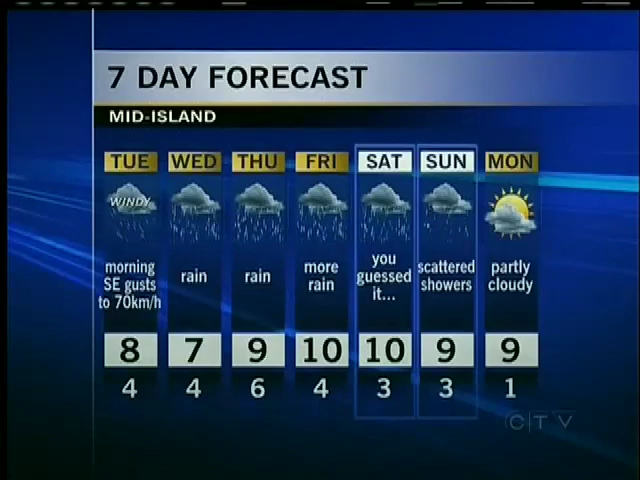 7 DAY FORECAST
MID-ISLAND
TUE WED THU FRI SAT SUN MON
WINDY
morning
SE gusts
to 70km/h
rain
rain
more
rain
you
guessed
it...
scattered
showers
partly
cloudy
8 7 9 10 10 9 9
4 4 6 4 3 3 1
CTV